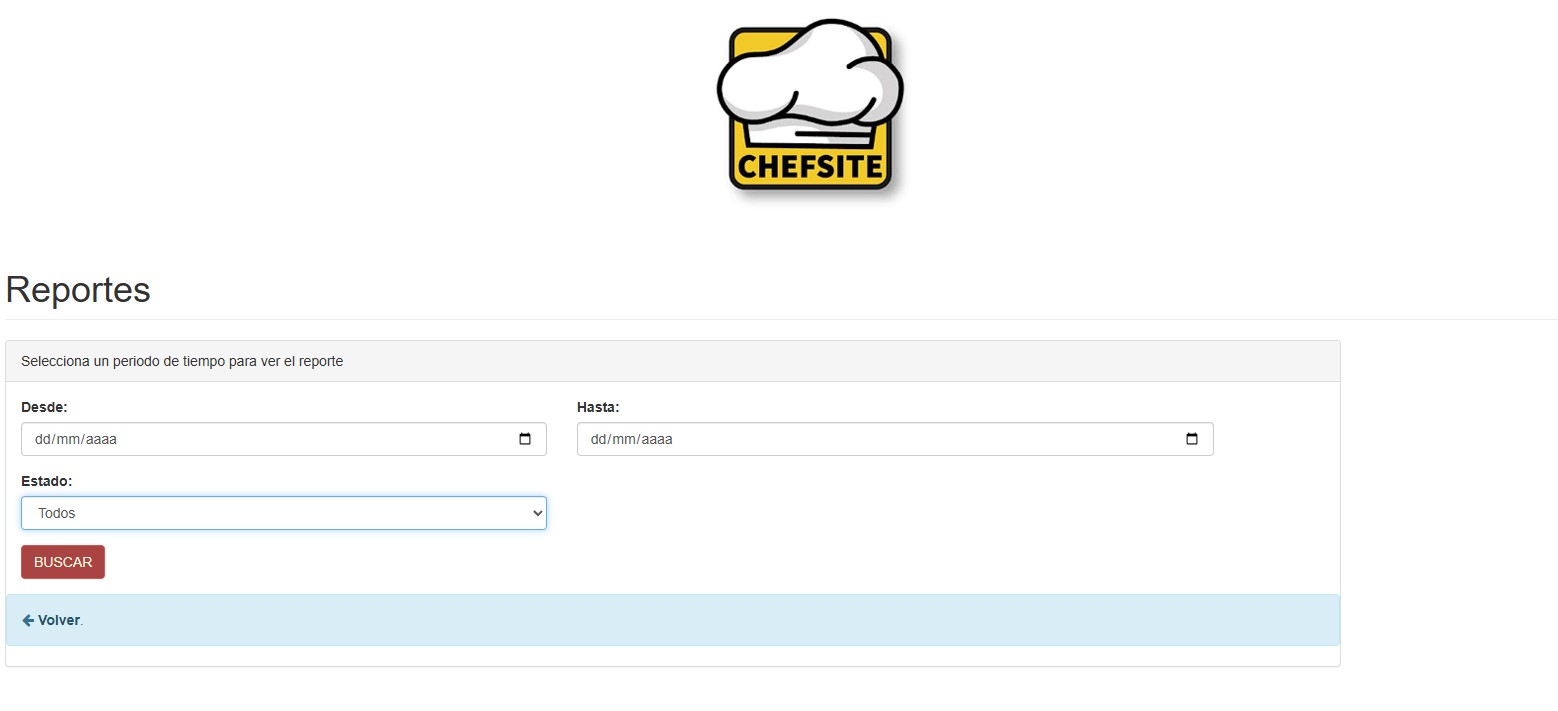 CHEFSITE
Reportes
Selecciona un periodo de tiempo para ver el reporte
Desde:
Hasta:
dd/mm/aaaa
dd/mm/aaaa
Estado:
Todos
BUSCAR
Volver.